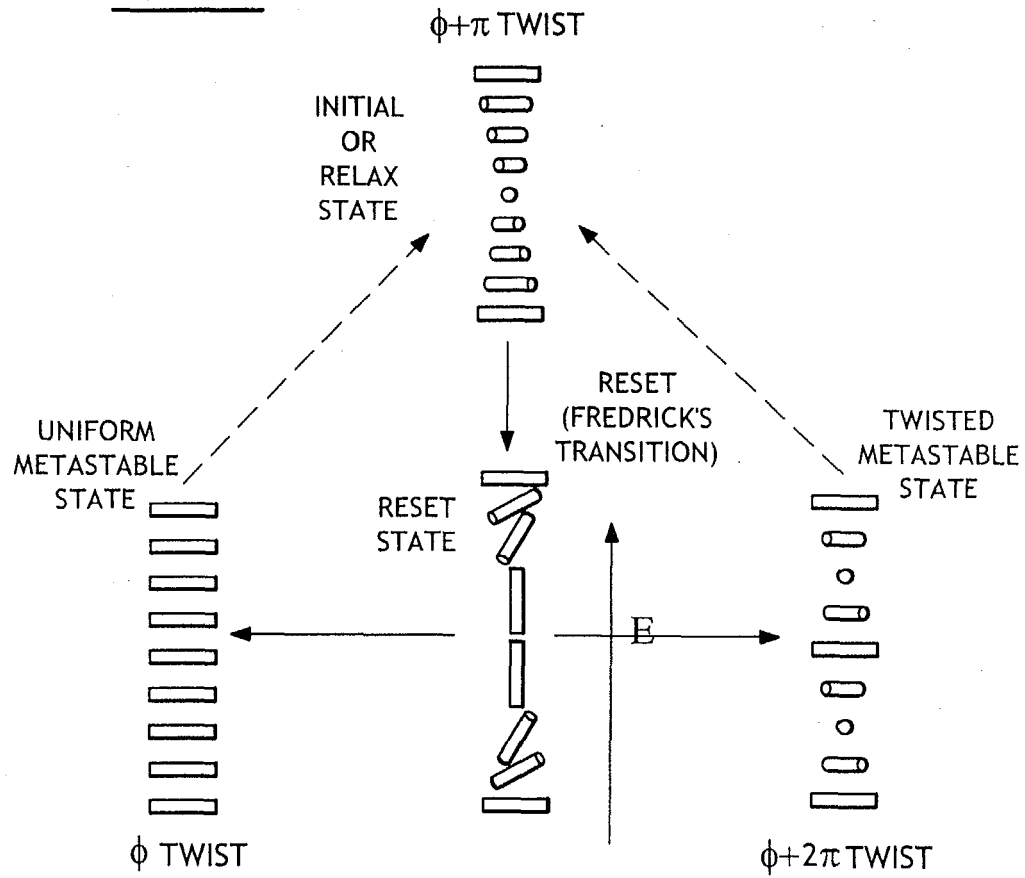 ϕ+π TWIST
INITIAL
OR
RELAX
STATE
RESET
(FREDRICK'S
TRANSITION)
UNIFORM
METASTABLE
STATE
RESET
STATE
TWISTED
METASTABLE
STATE
E
ϕ TWIST
ϕ+2π TWIST